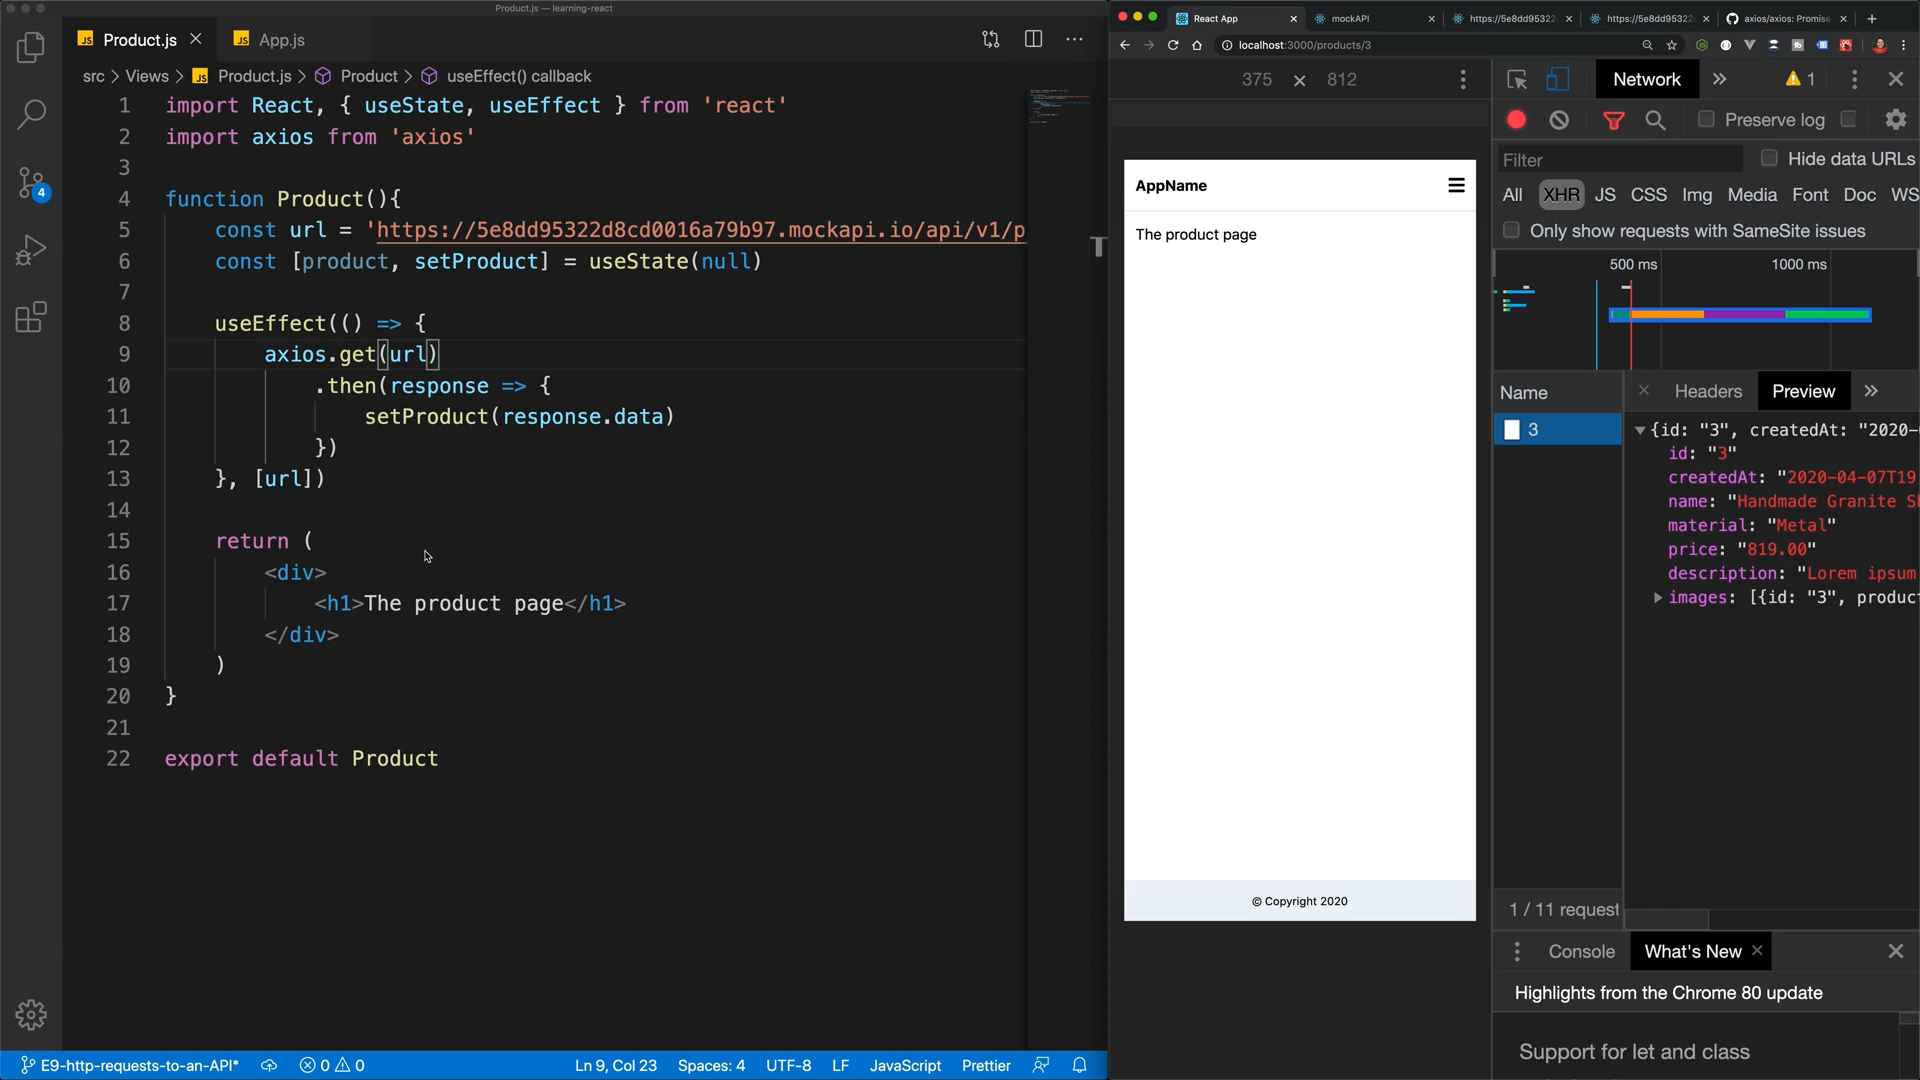 Product.js — learning-react
Product.js
App.js
src > Views > Product.js > Product > useEffect() callback
1 import React, { useState, useEffect } from 'react'
2 import axios from 'axios'
3
4 function Product(){
5 const url = 'https://5e8dd95322d8cd0016a79b97.mockapi.io/api/v1/p
6 const [product, setProduct] = useState(null)
7
8 useEffect(() => {
9 axios.get(url)
10 .then(response => {
11 setProduct(response.data)
12 })
13 }, [url])
14
15 return (
16 <div>
17 <h1>The product page</h1>
18 </div>
19 )
20 }
21
22 export default Product
4
E9-http-requests-to-an-API*
0 0
Ln 9, Col 23
Spaces: 4
UTF-8
LF
JavaScript
Prettier
React App
mockAPI
https://5e8dd9532
https://5e8dd9532
axios/axios: Promise
localhost:3000/products/3
375 × 812
AppName
The product page
© Copyright 2020
Network
1
Preserve log
Filter
Hide data URLs
All XHR JS CSS Img Media Font Doc WS
Only show requests with SameSite issues
500 ms
1000 ms
Name
Headers
Preview
3
{id: "3", createdAt: "2020-
id: "3"
createdAt: "2020-04-07T19
name: "Handmade Granite S
material: "Metal"
price: "819.00"
description: "Lorem ipsum
images: [{id: "3", produc
1 / 11 request
Console
What's New
Highlights from the Chrome 80 update
Support for let and class